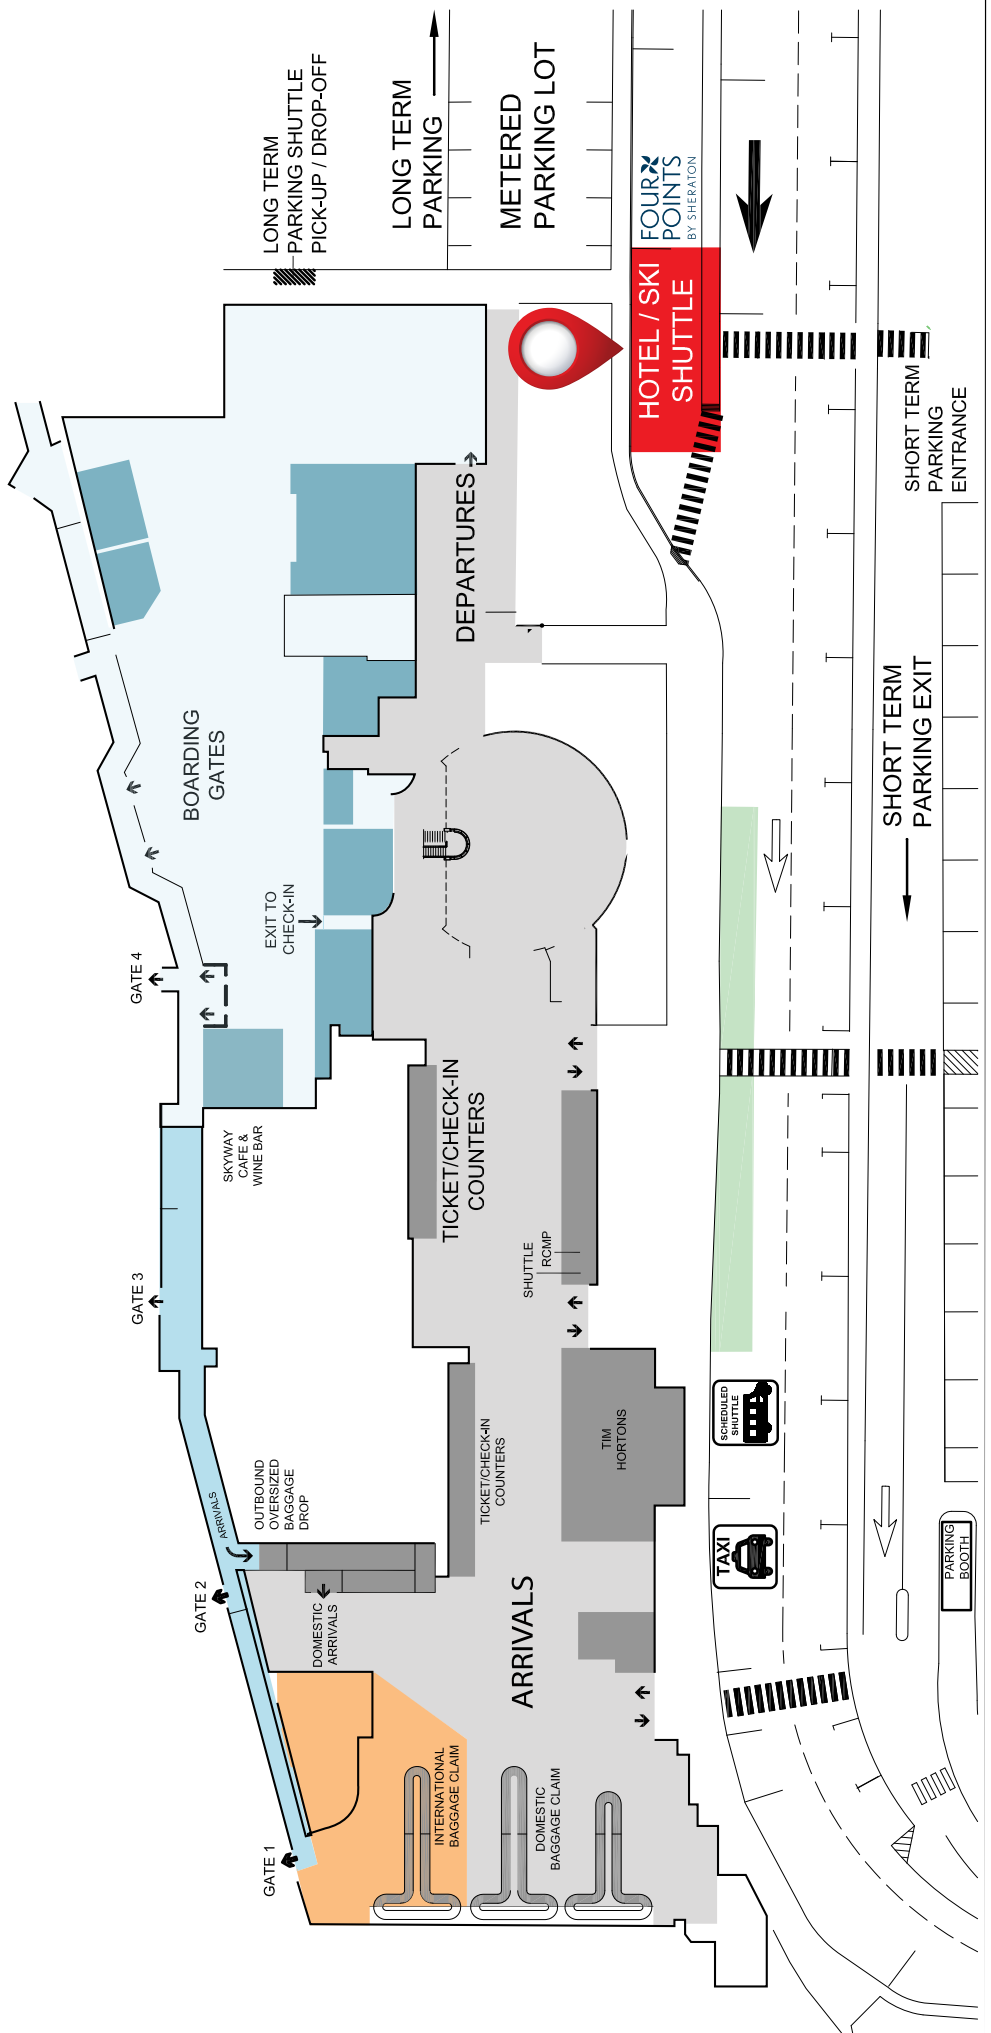 LONG TERM
PARKING SHUTTLE
PICK-UP / DROP-OFF
LONG TERM
PARKING
METERED
PARKING LOT
FOUR
POINTS
BY SHERATON
HOTEL / SKI
SHUTTLE
SHORT TERM
PARKING
ENTRANCE
DEPARTURES
BOARDING
GATES
SHORT TERM
PARKING EXIT
EXIT TO
CHECK-IN
GATE 4
TICKET/CHECK-IN
COUNTERS
SKYWAY
CAFE &
WINE BAR
SHUTTLE
RCMP
GATE 3
SCHEDULED
SHUTTLE
TIM
HORTONS
TICKET/CHECK-IN
COUNTERS
OUTBOUND
OVERSIZED
BAGGAGE
DROP
ARRIVALS
TAXI
PARKING
BOOTH
GATE 2
DOMESTIC
ARRIVALS
ARRIVALS
INTERNATIONAL
BAGGAGE CLAIM
DOMESTIC
BAGGAGE CLAIM
GATE 1